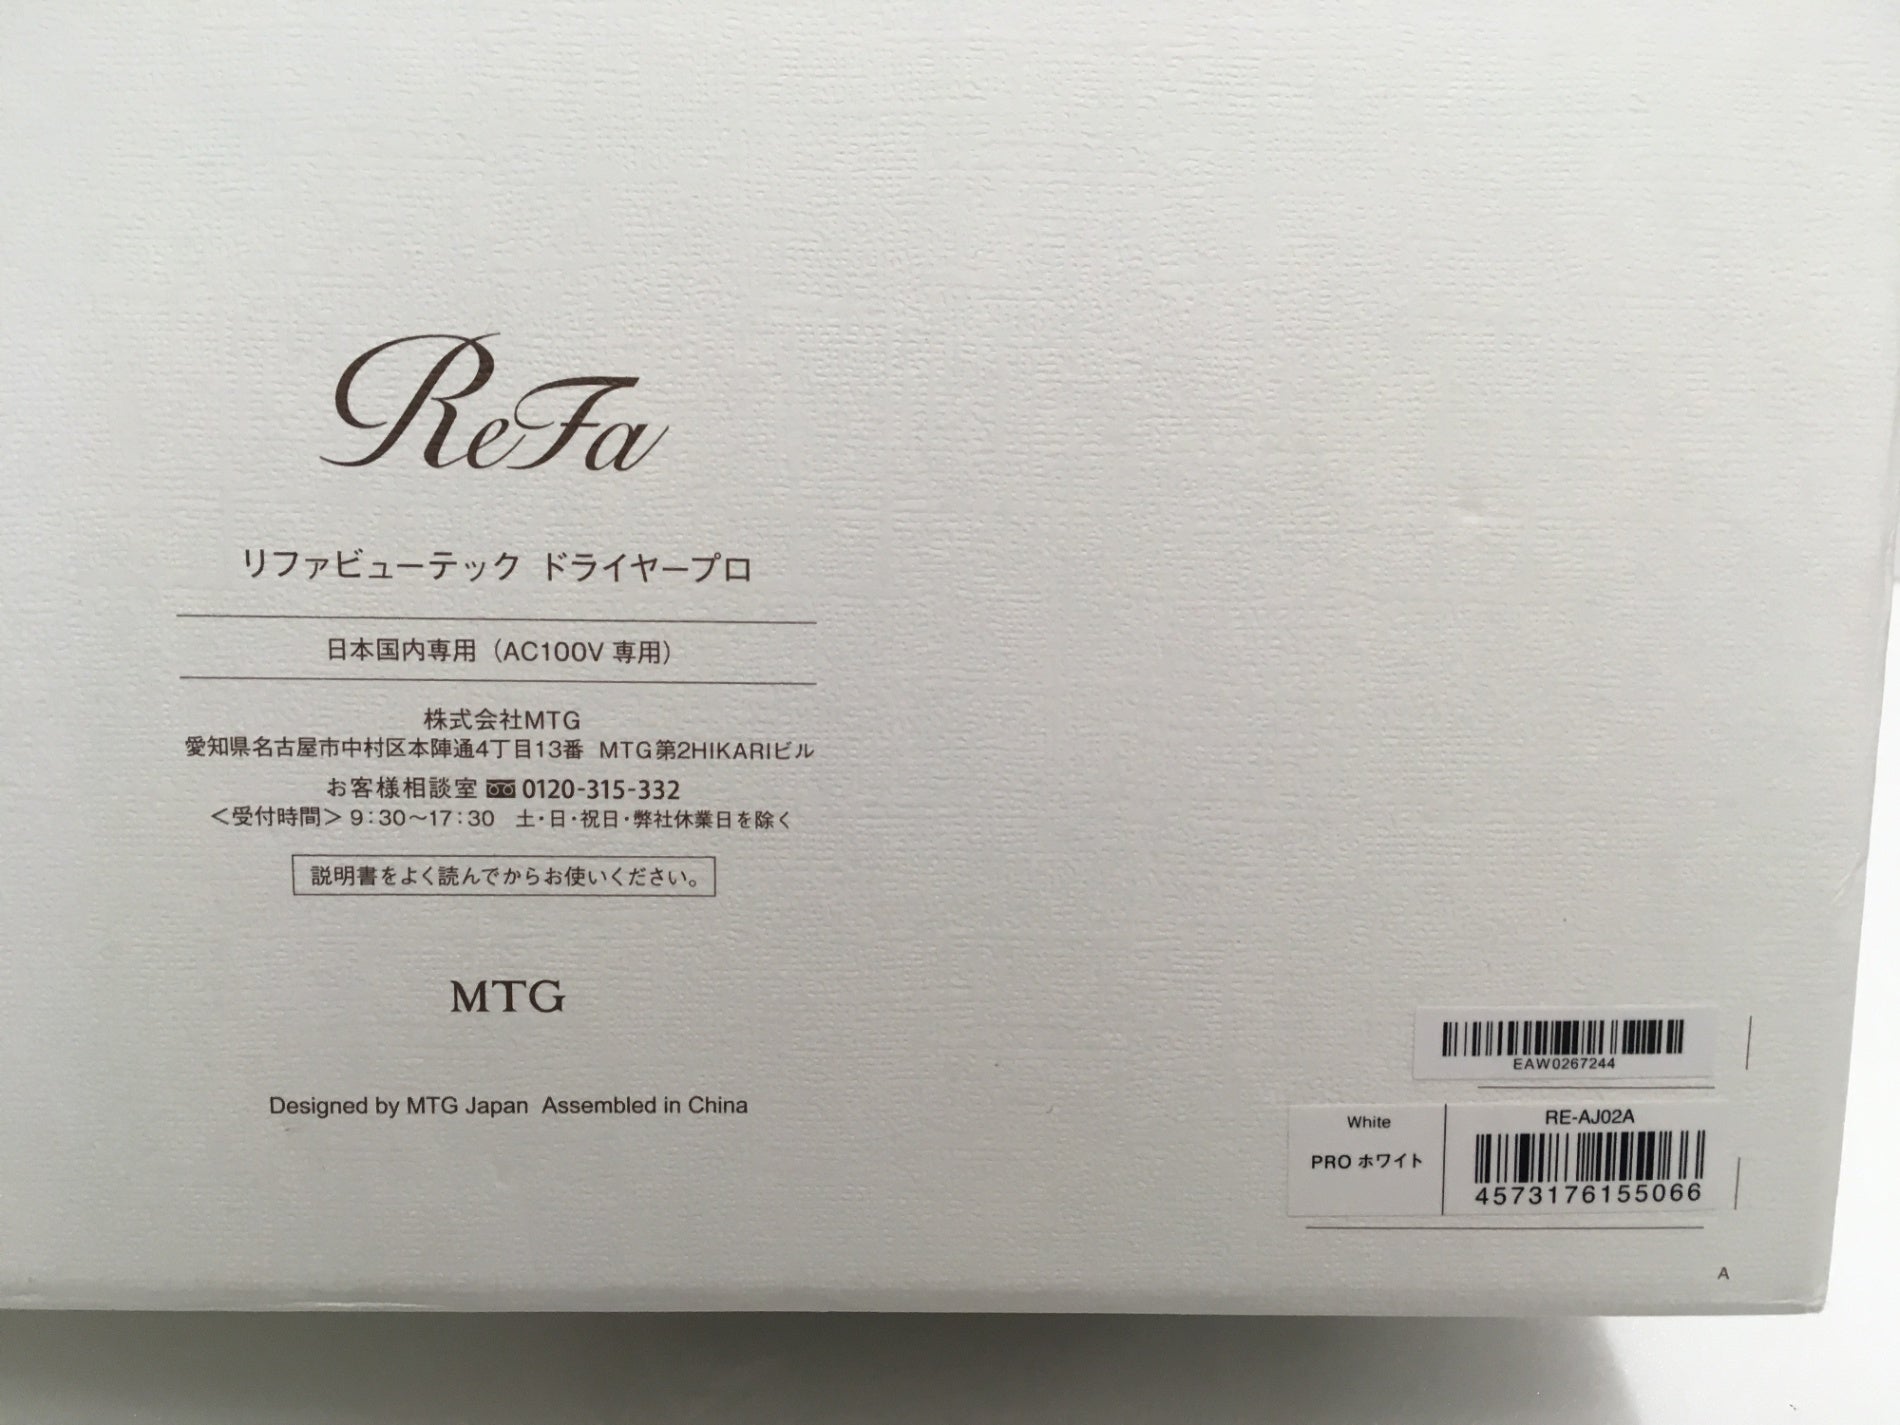 ReFa
リファビューテック ドライヤープロ
日本国内専用（AC100V 専用）
株式会社MTG
愛知県名古屋市中村区本陣通4丁目13番 MTG第2HIKARIビル
お客様相談室 0120-315-332
＜受付時間＞9：30～17：30 土・日・祝日・弊社休業日を除く
説明書をよく読んでからお使いください。
MTG
Designed by MTG Japan Assembled in China
EAW0267244
White
PRO ホワイト
RE-AJ02A
4573176155066
A